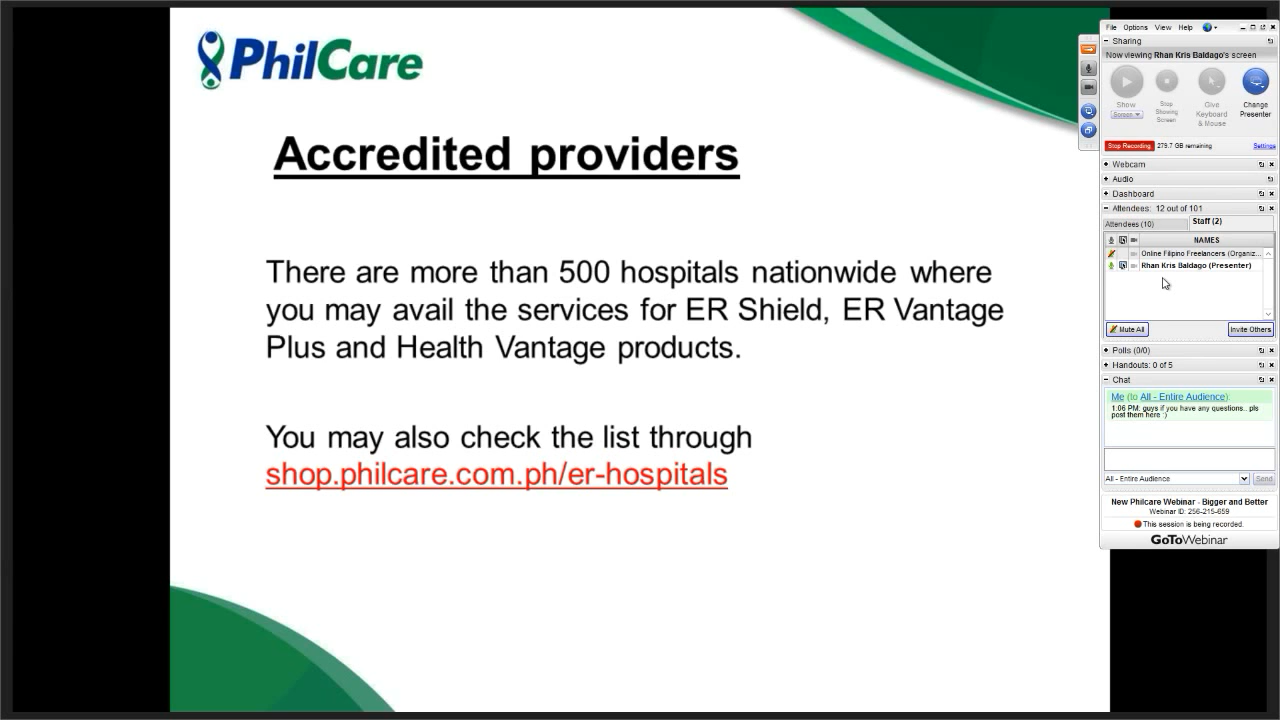 PhilCare
Accredited providers
There are more than 500 hospitals nationwide where
you may avail the services for ER Shield, ER Vantage
Plus and Health Vantage products.
You may also check the list through
shop.philcare.com.ph/er-hospitals
File Options View Help
Sharing
Now viewing Rhan Kris Baldago's screen
Show
Screen
Stop
Showing
Screen
Give
Keyboard
& Mouse
Change
Presenter
Stop Recording 279.7 GB remaining Settings
Webcam
Audio
Dashboard
Attendees: 12 out of 101
Attendees (10) Staff (2)
NAMES
Online Filipino Freelancers (Organiz...
Rhan Kris Baldago (Presenter)
Mute All Invite Others
Polls (0/0)
Handouts: 0 of 5
Chat
Me (to All - Entire Audience):
1:06 PM: guys if you have any questions.. pls
post them here :)
All - Entire Audience Send
New Philcare Webinar - Bigger and Better
Webinar ID: 256-215-659
This session is being recorded.
GoToWebinar